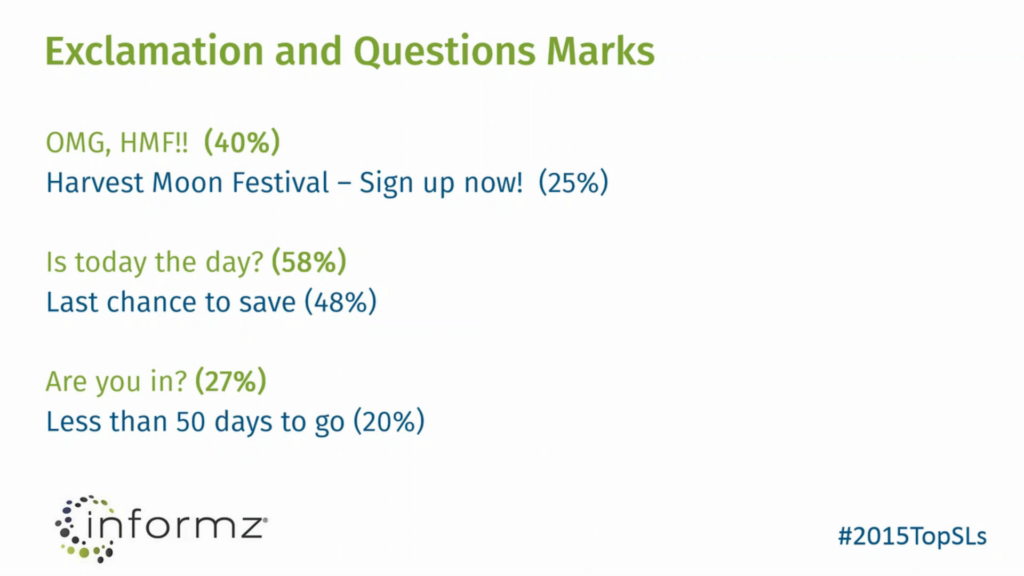 Exclamation and Questions Marks
OMG, HMF!! (40%)
Harvest Moon Festival – Sign up now! (25%)
Is today the day? (58%)
Last chance to save (48%)
Are you in? (27%)
Less than 50 days to go (20%)
informz®
#2015TopSLs